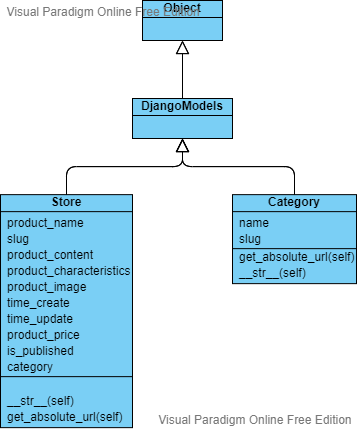 Visual Paradigm Online Free Edition
Object
DjangoModels
Store
product_name
slug
product_content
product_characteristics
product_image
time_create
time_update
product_price
is_published
category
__str__(self)
get_absolute_url(self)
Category
name
slug
get_absolute_url(self)
__str__(self)
Visual Paradigm Online Free Edition